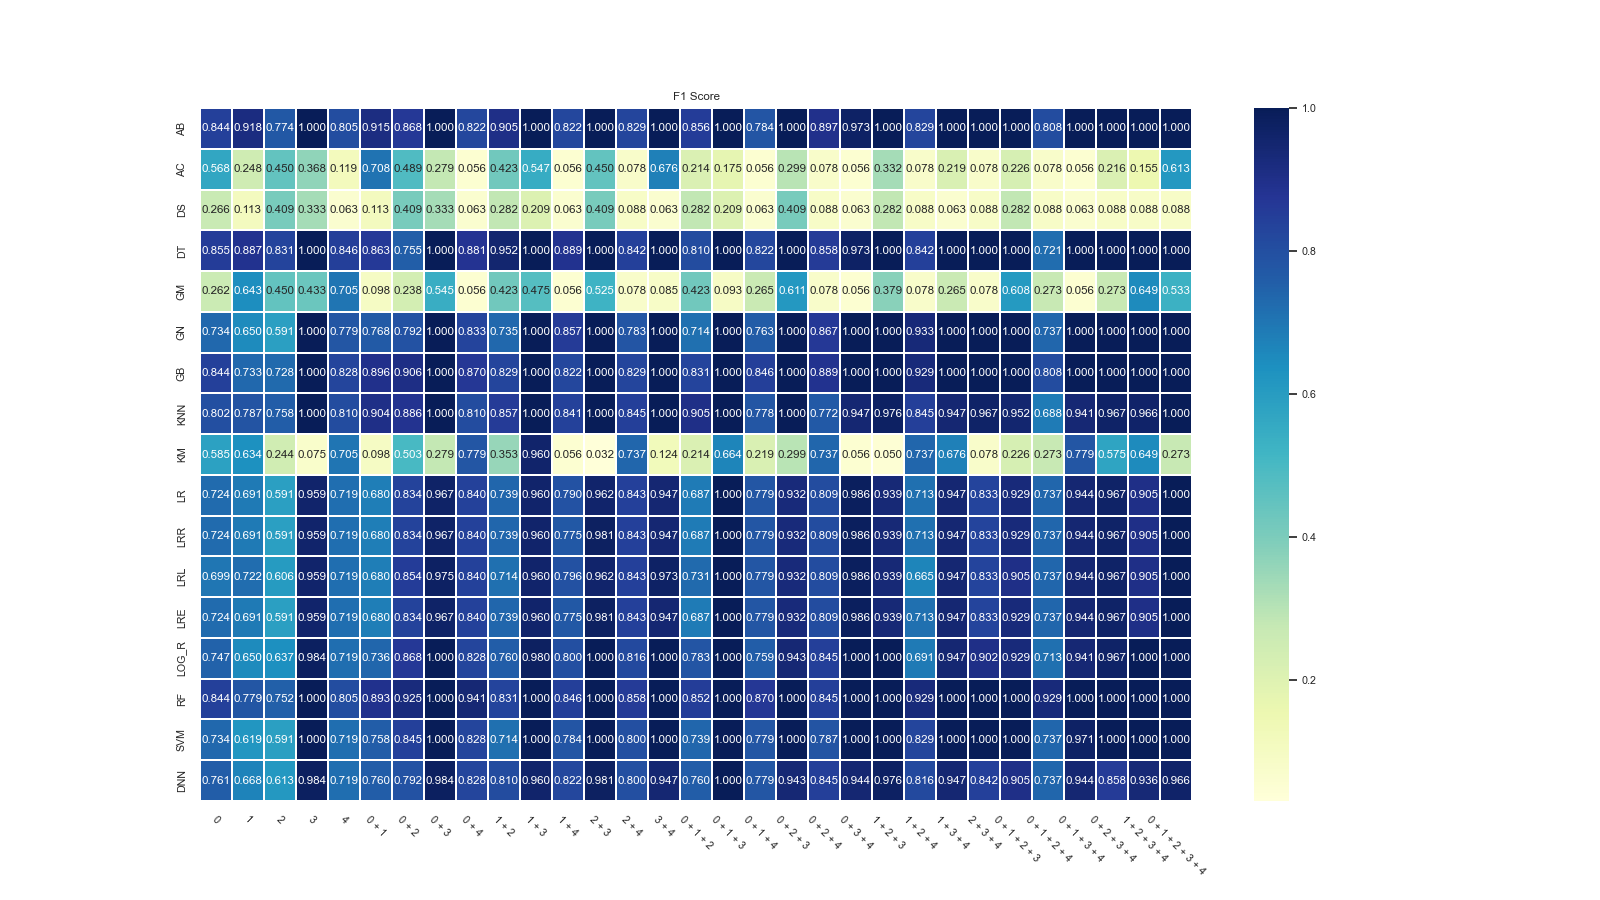 F1 Score
AB 0.844 0.918 0.774 1.000 0.805 0.915 0.868 1.000 0.822 0.905 1.000 0.822 1.000 0.829 1.000 0.856 1.000 0.784 1.000 0.897 0.973 1.000 0.829 1.000 1.000 1.000 0.808 1.000 1.000 1.000 1.000
AC 0.568 0.248 0.450 0.368 0.119 0.708 0.489 0.279 0.056 0.423 0.547 0.056 0.450 0.078 0.676 0.214 0.175 0.056 0.299 0.078 0.056 0.332 0.078 0.219 0.078 0.226 0.078 0.056 0.216 0.155 0.613
DS 0.266 0.113 0.409 0.333 0.063 0.113 0.409 0.333 0.063 0.282 0.209 0.063 0.409 0.088 0.063 0.282 0.209 0.063 0.409 0.088 0.063 0.282 0.088 0.063 0.088 0.282 0.088 0.063 0.088 0.088 0.088
DT 0.855 0.887 0.831 1.000 0.846 0.863 0.755 1.000 0.881 0.952 1.000 0.889 1.000 0.842 1.000 0.810 1.000 0.822 1.000 0.858 0.973 1.000 0.842 1.000 1.000 1.000 0.721 1.000 1.000 1.000 1.000
GM 0.262 0.643 0.450 0.433 0.705 0.098 0.238 0.545 0.056 0.423 0.475 0.056 0.525 0.078 0.085 0.423 0.093 0.265 0.611 0.078 0.056 0.379 0.078 0.265 0.078 0.608 0.273 0.056 0.273 0.649 0.533
GN 0.734 0.650 0.591 1.000 0.779 0.768 0.792 1.000 0.833 0.735 1.000 0.857 1.000 0.783 1.000 0.714 1.000 0.763 1.000 0.867 1.000 1.000 0.933 1.000 1.000 1.000 0.737 1.000 1.000 1.000 1.000
GB 0.844 0.733 0.728 1.000 0.828 0.896 0.906 1.000 0.870 0.829 1.000 0.822 1.000 0.829 1.000 0.831 1.000 0.846 1.000 0.889 1.000 1.000 0.929 1.000 1.000 1.000 0.808 1.000 1.000 1.000 1.000
KNN 0.802 0.787 0.758 1.000 0.810 0.904 0.886 1.000 0.810 0.857 1.000 0.841 1.000 0.845 1.000 0.905 1.000 0.778 1.000 0.772 0.947 0.976 0.845 0.947 0.967 0.952 0.688 0.941 0.967 0.966 1.000
KM 0.585 0.634 0.244 0.075 0.705 0.098 0.503 0.279 0.779 0.353 0.960 0.056 0.032 0.737 0.124 0.214 0.664 0.219 0.299 0.737 0.056 0.050 0.737 0.676 0.078 0.226 0.273 0.779 0.575 0.649 0.273
LR 0.724 0.691 0.591 0.959 0.719 0.680 0.834 0.967 0.840 0.739 0.960 0.790 0.962 0.843 0.947 0.687 1.000 0.779 0.932 0.809 0.986 0.939 0.713 0.947 0.833 0.929 0.737 0.944 0.967 0.905 1.000
LRR 0.724 0.691 0.591 0.959 0.719 0.680 0.834 0.967 0.840 0.739 0.960 0.775 0.981 0.843 0.947 0.687 1.000 0.779 0.932 0.809 0.986 0.939 0.713 0.947 0.833 0.929 0.737 0.944 0.967 0.905 1.000
LRL 0.699 0.722 0.606 0.959 0.719 0.680 0.854 0.975 0.840 0.714 0.960 0.796 0.962 0.843 0.973 0.731 1.000 0.779 0.932 0.809 0.986 0.939 0.665 0.947 0.833 0.905 0.737 0.944 0.967 0.905 1.000
LRE 0.724 0.691 0.591 0.959 0.719 0.680 0.834 0.967 0.840 0.739 0.960 0.775 0.981 0.843 0.947 0.687 1.000 0.779 0.932 0.809 0.986 0.939 0.713 0.947 0.833 0.929 0.737 0.944 0.967 0.905 1.000
LOG_R 0.747 0.650 0.637 0.984 0.719 0.736 0.868 1.000 0.828 0.760 0.980 0.800 1.000 0.816 1.000 0.783 1.000 0.759 0.943 0.845 1.000 1.000 0.691 0.947 0.902 0.929 0.713 0.941 0.967 1.000 1.000
RF 0.844 0.779 0.752 1.000 0.805 0.893 0.925 1.000 0.941 0.831 1.000 0.846 1.000 0.858 1.000 0.852 1.000 0.870 1.000 0.845 1.000 1.000 0.929 1.000 1.000 1.000 0.929 1.000 1.000 1.000 1.000
SVM 0.734 0.619 0.591 1.000 0.719 0.758 0.845 1.000 0.828 0.714 1.000 0.784 1.000 0.800 1.000 0.739 1.000 0.779 1.000 0.787 1.000 1.000 0.829 1.000 1.000 1.000 0.737 0.971 1.000 1.000 1.000
DNN 0.761 0.668 0.613 0.984 0.719 0.760 0.792 0.984 0.828 0.810 0.960 0.822 0.981 0.800 0.947 0.760 1.000 0.779 0.943 0.845 0.944 0.976 0.816 0.947 0.842 0.905 0.737 0.944 0.858 0.936 0.966
0 1 2 3 4 0 + 1 0 + 2 0 + 3 0 + 4 1 + 2 1 + 3 1 + 4 2 + 3 2 + 4 3 + 4 0 + 1 + 2 0 + 1 + 3 0 + 1 + 4 0 + 2 + 3 0 + 2 + 4 0 + 3 + 4 1 + 2 + 3 1 + 2 + 4 1 + 3 + 4 2 + 3 + 4 0 + 1 + 2 + 3 0 + 1 + 2 + 4 0 + 1 + 3 + 4 0 + 2 + 3 + 4 1 + 2 + 3 + 4 0 + 1 + 2 + 3 + 4
1.0
0.8
0.6
0.4
0.2